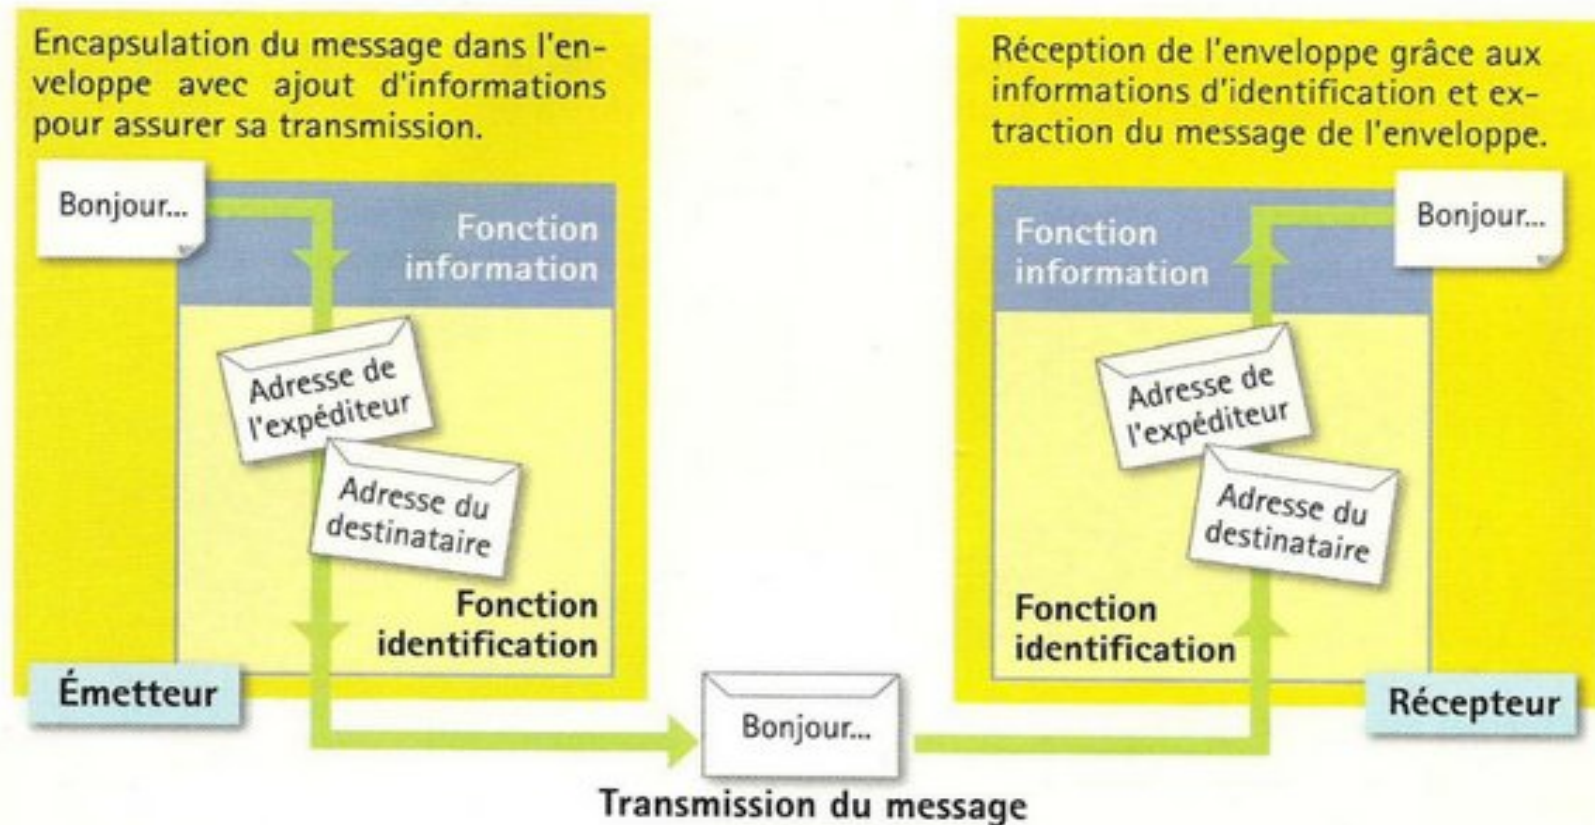 Encapsulation du message dans l'en-
veloppe avec ajout d'informations
pour assurer sa transmission.
Bonjour...
Fonction
information
Adresse de
l'expéditeur
Adresse du
destinataire
Fonction
identification
Émetteur
Bonjour...
Transmission du message
Réception de l'enveloppe grâce aux
informations d'identification et ex-
traction du message de l'enveloppe.
Bonjour...
Fonction
information
Adresse de
l'expéditeur
Adresse du
destinataire
Fonction
identification
Récepteur